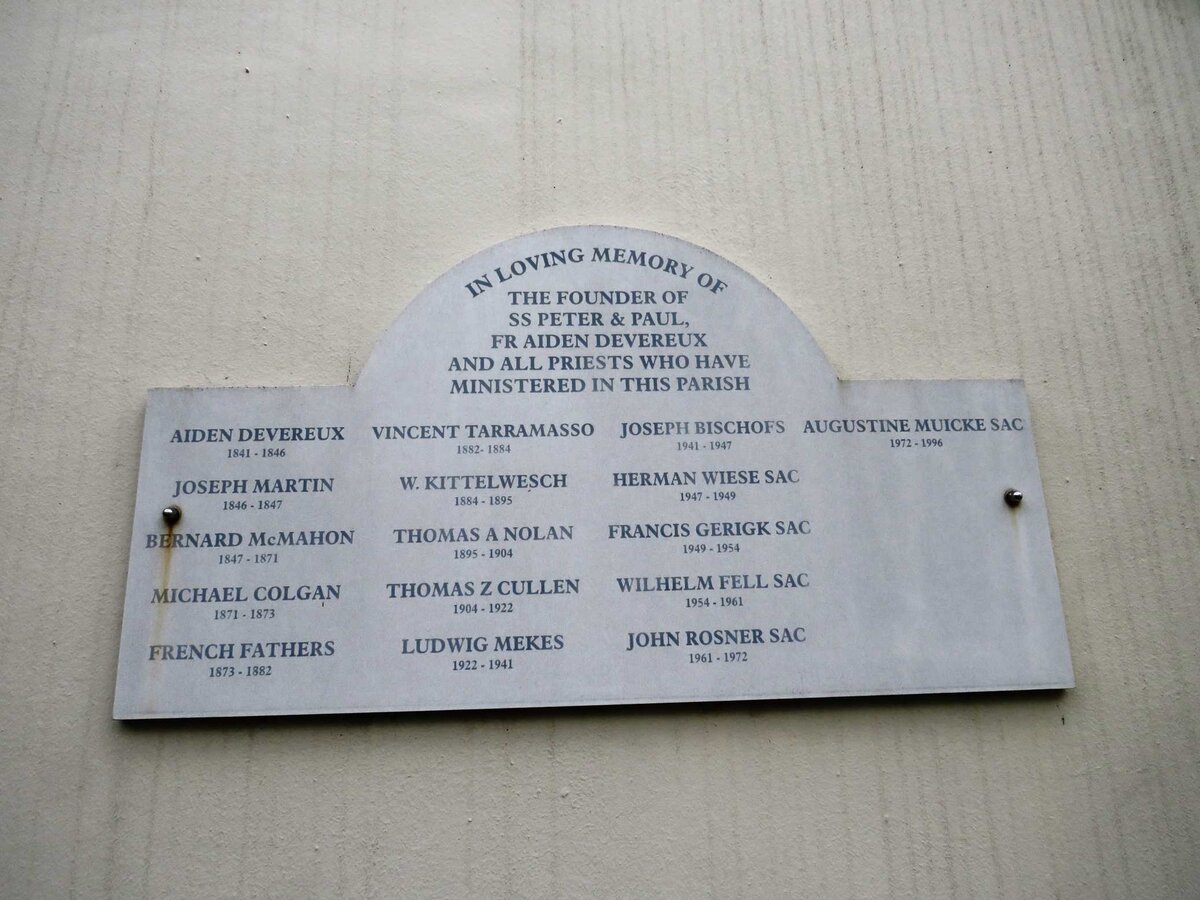 IN LOVING MEMORY OF
THE FOUNDER OF
SS PETER & PAUL,
FR AIDEN DEVEREUX
AND ALL PRIESTS WHO HAVE
MINISTERED IN THIS PARISH
AIDEN DEVEREUX
1841 - 1846
JOSEPH MARTIN
1846 - 1847
BERNARD McMAHON
1847 - 1871
MICHAEL COLGAN
1871 - 1873
FRENCH FATHERS
1873 - 1882
VINCENT TARRAMASSO
1882- 1884
W. KITTELWESCH
1884 - 1895
THOMAS A NOLAN
1895 - 1904
THOMAS Z CULLEN
1904 - 1922
LUDWIG MEKES
1922 - 1941
JOSEPH BISCHOFS
1941 - 1947
HERMAN WIESE SAC
1947 - 1949
FRANCIS GERIGK SAC
1949 - 1954
WILHELM FELL SAC
1954 - 1961
JOHN ROSNER SAC
1961 - 1972
AUGUSTINE MUICKE SAC
1972 - 1996